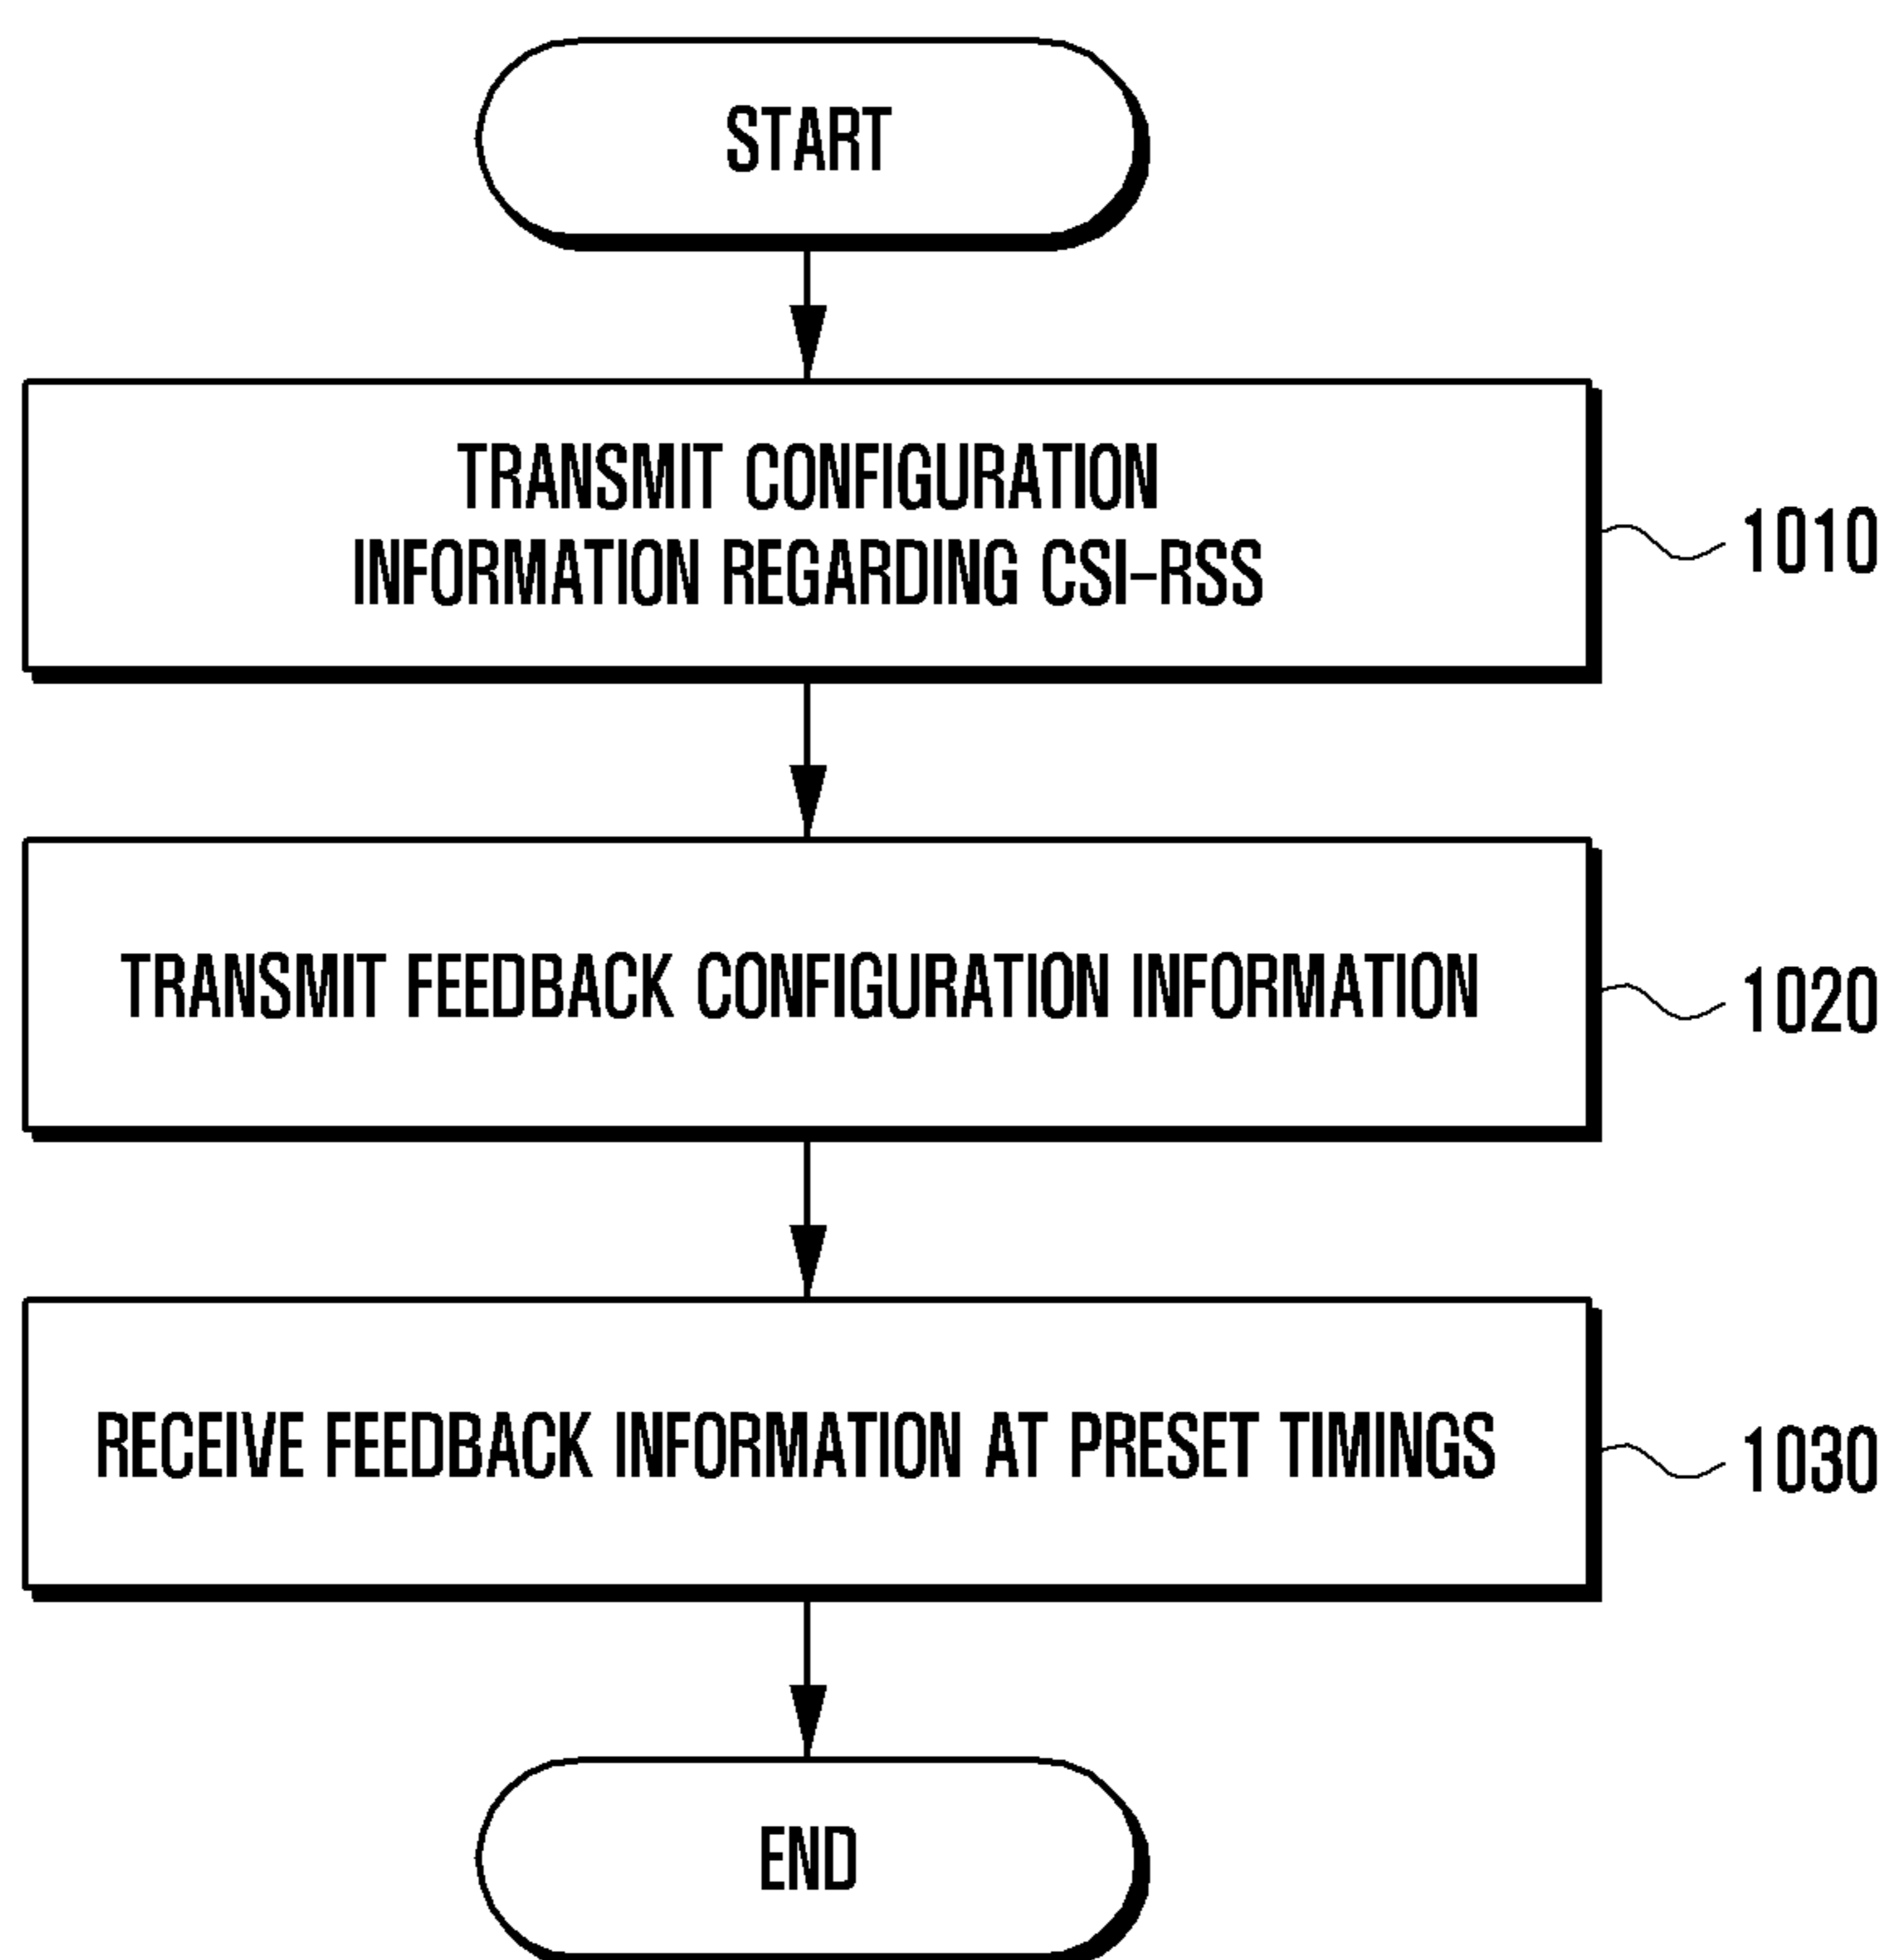 START
TRANSMIT CONFIGURATION
INFORMATION REGARDING CSI–RSS
1010
TRANSMIT FEEDBACK CONFIGURATION INFORMATION
1020
RECEIVE FEEDBACK INFORMATION AT PRESET TIMINGS
1030
END